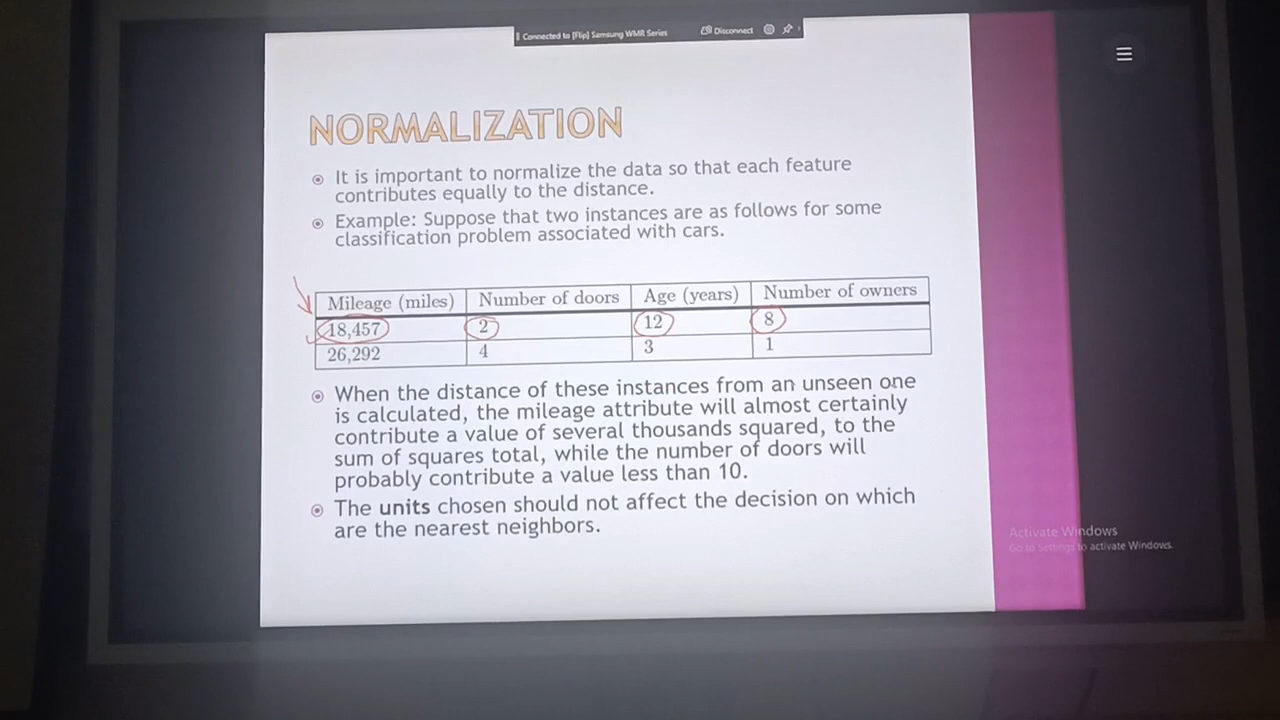 Connected to [Flip] Samsung WMR Series Disconnect
NORMALIZATION
It is important to normalize the data so that each feature
contributes equally to the distance.
Example: Suppose that two instances are as follows for some
classification problem associated with cars.
Mileage (miles) Number of doors Age (years) Number of owners
18,457 2 12 8
26,292 4 3 1
When the distance of these instances from an unseen one
is calculated, the mileage attribute will almost certainly
contribute a value of several thousands squared, to the
sum of squares total, while the number of doors will
probably contribute a value less than 10.
The units chosen should not affect the decision on which
are the nearest neighbors.
Activate Windows
Go to Settings to activate Windows.